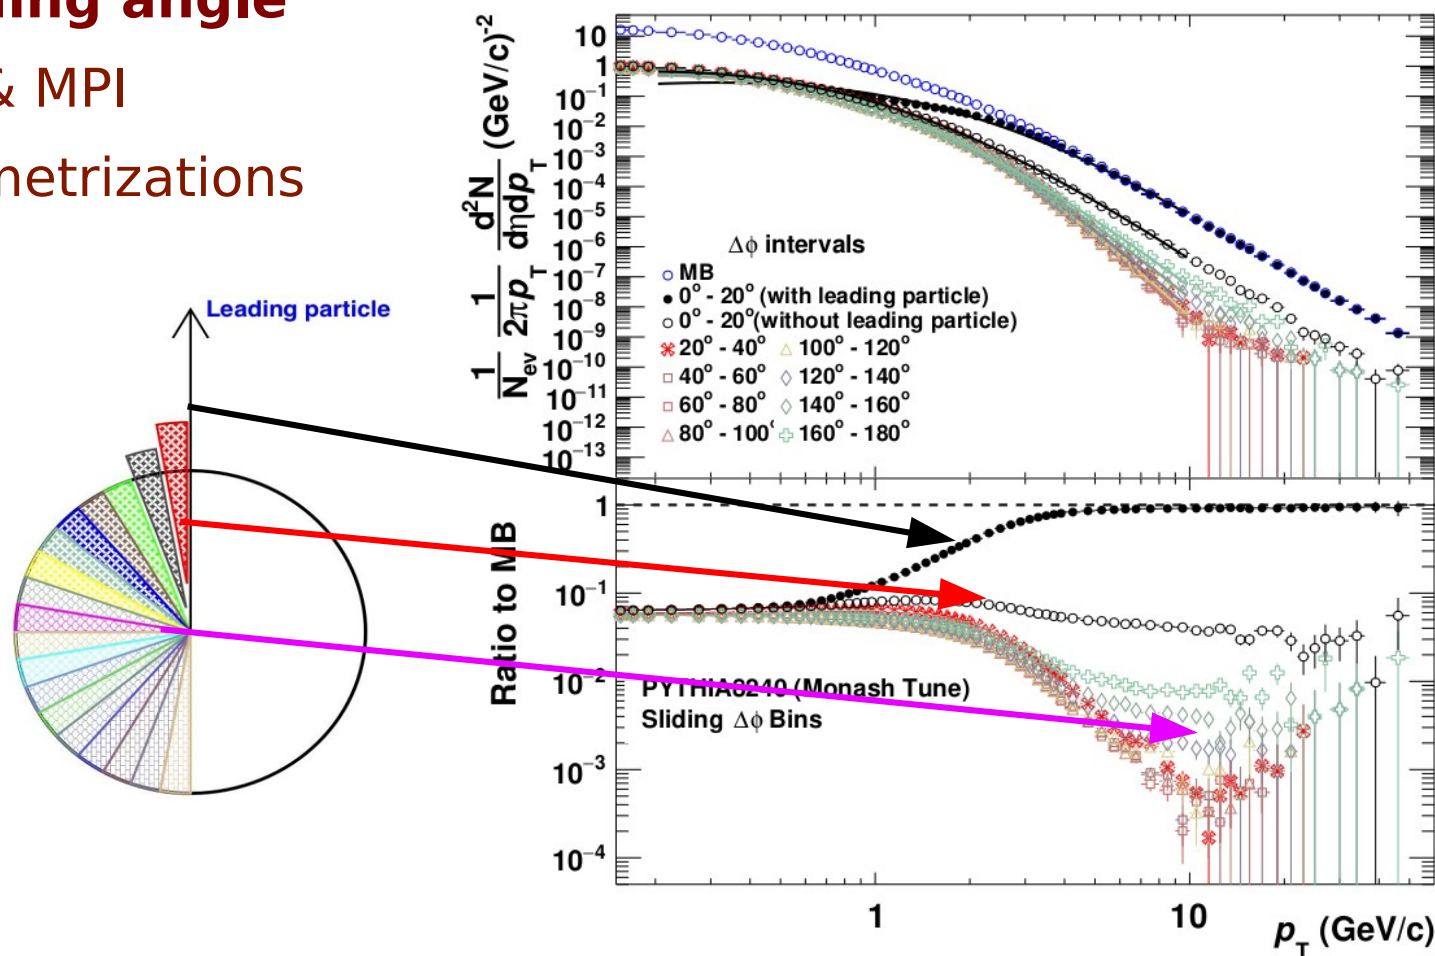 ning angle
& MPI
netrizations
Leading particle
1/N_ev 1/2πp_T d²N/dηdp_T (GeV/c)⁻²
10
1
10⁻¹
10⁻²
10⁻³
10⁻⁴
10⁻⁵
10⁻⁶
10⁻⁷
10⁻⁸
10⁻⁹
10⁻¹⁰
10⁻¹¹
10⁻¹²
10⁻¹³
Δϕ intervals
MB
0° - 20° (with leading particle)
0° - 20°(without leading particle)
20° - 40° 100° - 120°
40° - 60° 120° - 140°
60° - 80° 140° - 160°
80° - 100° 160° - 180°
Ratio to MB
1
10⁻¹
10⁻²
10⁻³
10⁻⁴
(Monash Tune)
Sliding Δϕ Bins
1 10
p_T (GeV/c)